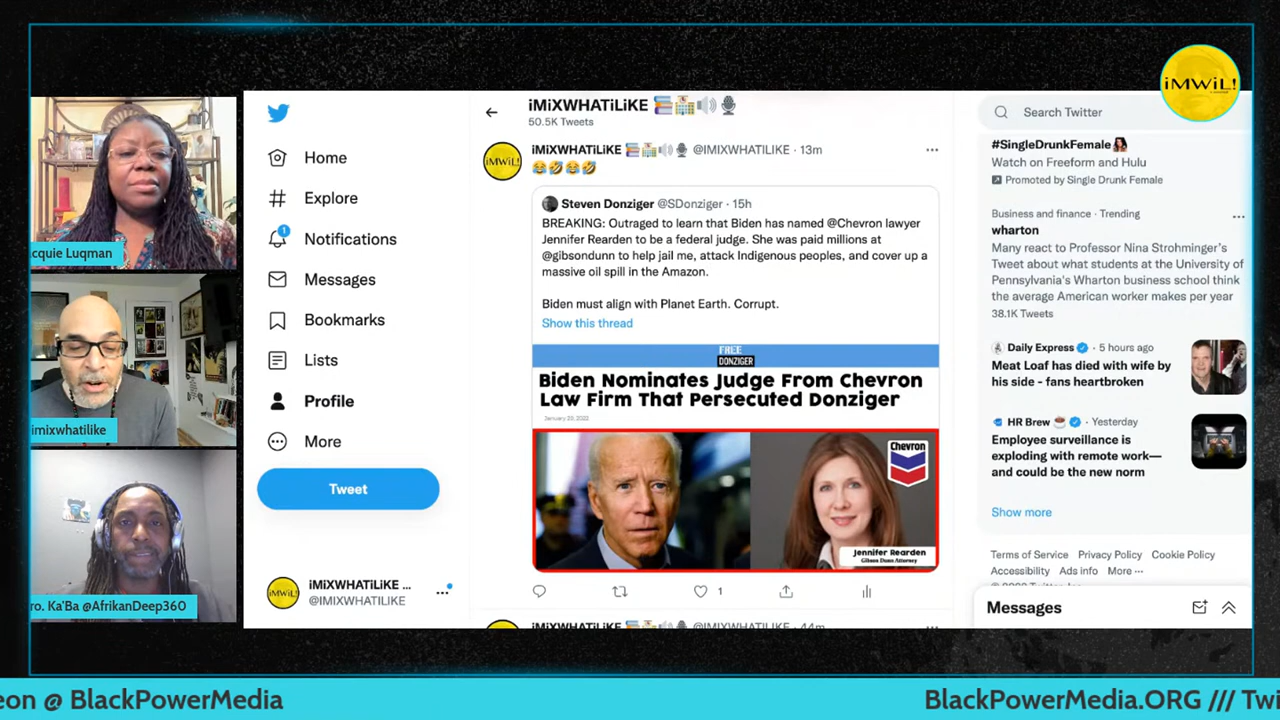 iMWiL!
cquie Luqman
imixwhatilike
ro. Ka'Ba @AfrikanDeep360
Home
Explore
1
Notifications
Messages
Bookmarks
Lists
Profile
More
Tweet
iMiXWHATiLiKE ...
@IMIXWHATILIKE
iMiXWHATiLiKE
50.5K Tweets
iMiXWHATiLiKE @IMIXWHATILIKE · 13m
😂🤣😂🤣
Steven Donziger @SDonziger · 15h
BREAKING: Outraged to learn that Biden has named @Chevron lawyer
Jennifer Rearden to be a federal judge. She was paid millions at
@gibsondunn to help jail me, attack Indigenous peoples, and cover up a
massive oil spill in the Amazon.
Biden must align with Planet Earth. Corrupt.
Show this thread
FREE
DONZIGER
Biden Nominates Judge From Chevron
Law Firm That Persecuted Donziger
January 20, 2022
Chevron
Jennifer Rearden
Gibson Dunn Attorney
1
iMiXWHATiLiKE @IMIXWHATILIKE · 44m
Search Twitter
#SingleDrunkFemale
Watch on Freeform and Hulu
Promoted by Single Drunk Female
Business and finance · Trending
wharton
Many react to Professor Nina Strohminger's
Tweet about what students at the University of
Pennsylvania's Wharton business school think
the average American worker makes per year
38.1K Tweets
Daily Express · 5 hours ago
Meat Loaf has died with wife by
his side - fans heartbroken
HR Brew · Yesterday
Employee surveillance is
exploding with remote work—
and could be the new norm
Show more
Terms of Service Privacy Policy Cookie Policy
Accessibility Ads info More ···
Messages
eon @ BlackPowerMedia
BlackPowerMedia.ORG /// Twi